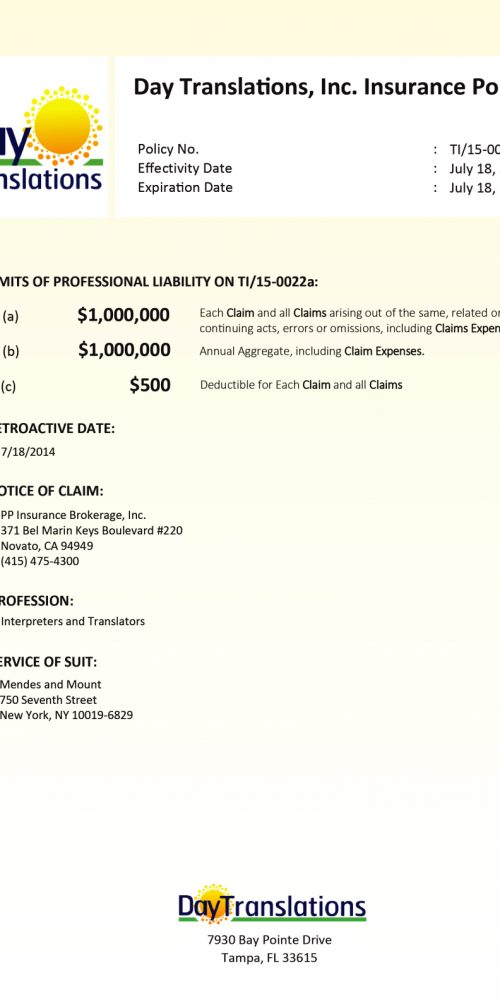 Day Translations, Inc. Insurance Po
ay
nslations
Policy No. : TI/15-00
Effectivity Date : July 18,
Expiration Date : July 18,
MITS OF PROFESSIONAL LIABILITY ON TI/15-0022a:
(a) $1,000,000 Each Claim and all Claims arising out of the same, related or
continuing acts, errors or omissions, including Claims Expen
(b) $1,000,000 Annual Aggregate, including Claim Expenses.
(c) $500 Deductible for Each Claim and all Claims
ETROACTIVE DATE:
7/18/2014
OTICE OF CLAIM:
PP Insurance Brokerage, Inc.
371 Bel Marin Keys Boulevard #220
Novato, CA 94949
(415) 475-4300
ROFESSION:
Interpreters and Translators
ERVICE OF SUIT:
Mendes and Mount
750 Seventh Street
New York, NY 10019-6829
DayTranslations
7930 Bay Pointe Drive
Tampa, FL 33615